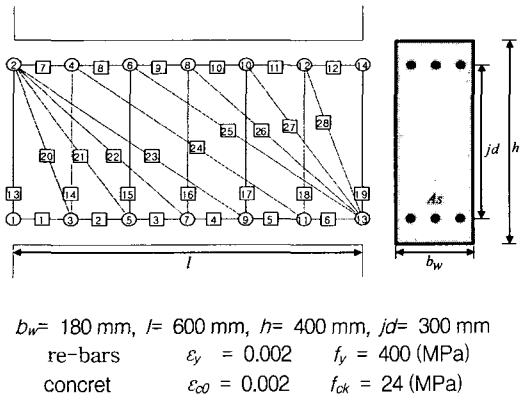 2 7 4 8 6 9 8 10 10 11 12 12 14
25 26 27 28
24
20 21 22 23
13 14 15 16 17 18 19
1 1 3 2 5 3 7 4 9 5 11 6 13
l
As
jd
h
b_w
b_w= 180 mm, l= 600 mm, h= 400 mm, jd= 300 mm
re-bars ε_y = 0.002 f_y = 400 (MPa)
concret ε_c0 = 0.002 f_ck = 24 (MPa)